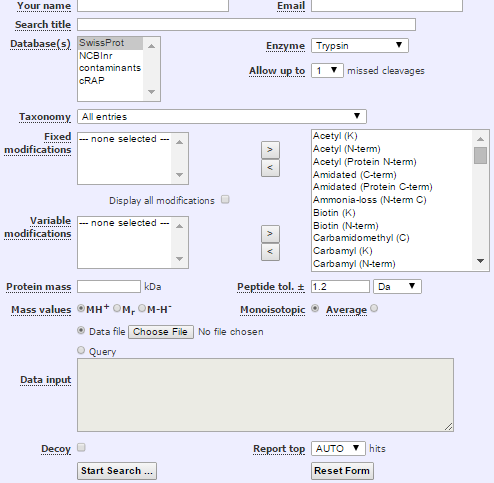 Your name Email
Search title
Database(s) SwissProt NCBInr contaminants cRAP
Enzyme Trypsin
Allow up to 1 missed cleavages
Taxonomy All entries
Fixed modifications --- none selected ---
> <
Display all modifications
Variable modifications --- none selected ---
> <
Acetyl (K)
Acetyl (N-term)
Acetyl (Protein N-term)
Amidated (C-term)
Amidated (Protein C-term)
Ammonia-loss (N-term C)
Biotin (K)
Biotin (N-term)
Carbamidomethyl (C)
Carbamyl (K)
Carbamyl (N-term)
Protein mass kDa Peptide tol. ± 1.2 Da
Mass values MH+ Mr M-H- Monoisotopic Average
Data file Choose File No file chosen
Query
Data input
Decoy Report top AUTO hits
Start Search ... Reset Form